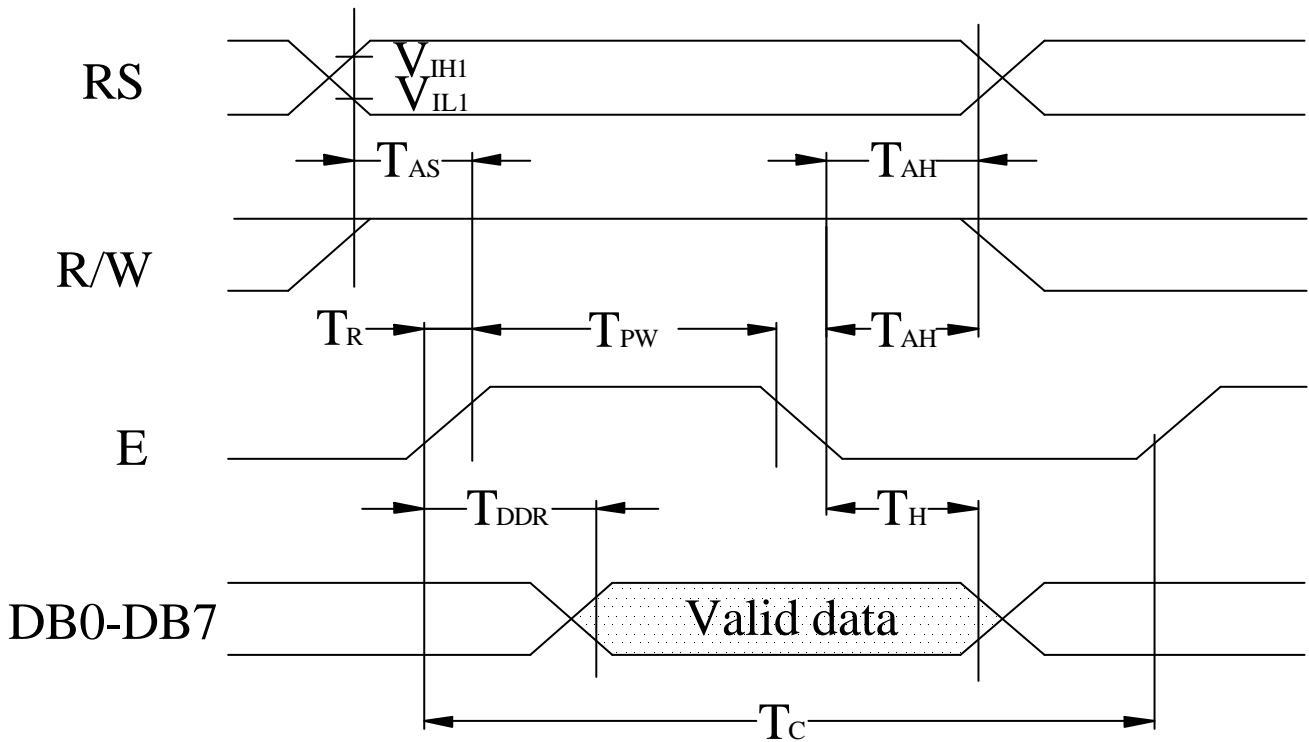 RS
VIH1
VIL1
TAS
TAH
R/W
TR
TPW
TAH
E
TDDR
TH
DB0-DB7
Valid data
TC